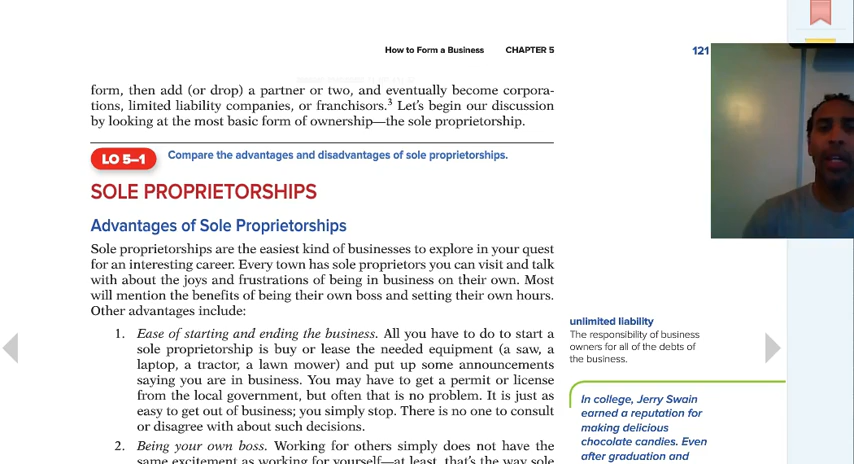 How to Form a Business CHAPTER 5 121
form, then add (or drop) a partner or two, and eventually become corpora-
tions, limited liability companies, or franchisors.3 Let's begin our discussion
by looking at the most basic form of ownership—the sole proprietorship.
LO 5–1 Compare the advantages and disadvantages of sole proprietorships.
SOLE PROPRIETORSHIPS
Advantages of Sole Proprietorships
Sole proprietorships are the easiest kind of businesses to explore in your quest
for an interesting career. Every town has sole proprietors you can visit and talk
with about the joys and frustrations of being in business on their own. Most
will mention the benefits of being their own boss and setting their own hours.
Other advantages include:
1. Ease of starting and ending the business. All you have to do to start a
sole proprietorship is buy or lease the needed equipment (a saw, a
laptop, a tractor, a lawn mower) and put up some announcements
saying you are in business. You may have to get a permit or license
from the local government, but often that is no problem. It is just as
easy to get out of business; you simply stop. There is no one to consult
or disagree with about such decisions.
2. Being your own boss. Working for others simply does not have the
same excitement as working for yourself—at least, that's the way sole
unlimited liability
The responsibility of business
owners for all of the debts of
the business.
In college, Jerry Swain
earned a reputation for
making delicious
chocolate candies. Even
after graduation and